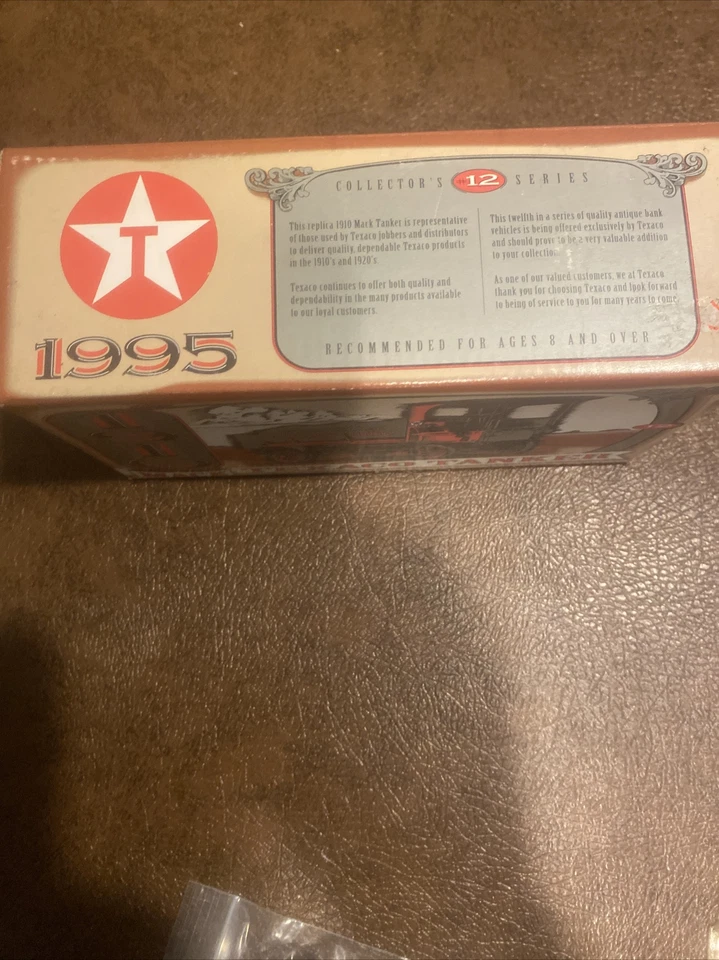 T
1995
COLLECTOR'S #12 SERIES
This replica 1910 Mack Tanker is representative
of those used by Texaco jobbers and distributors
to deliver quality, dependable Texaco products
in the 1910's and 1920's.
Texaco continues to offer both quality and
dependability in the many products available
to our loyal customers.
This twelfth in a series of quality antique bank
vehicles is being offered exclusively by Texaco
and should prove to be a very valuable addition
to your collection.
As one of our valued customers, we at Texaco
thank you for choosing Texaco and look forward
to being of service to you for many years to come.
RECOMMENDED FOR AGES 8 AND OVER